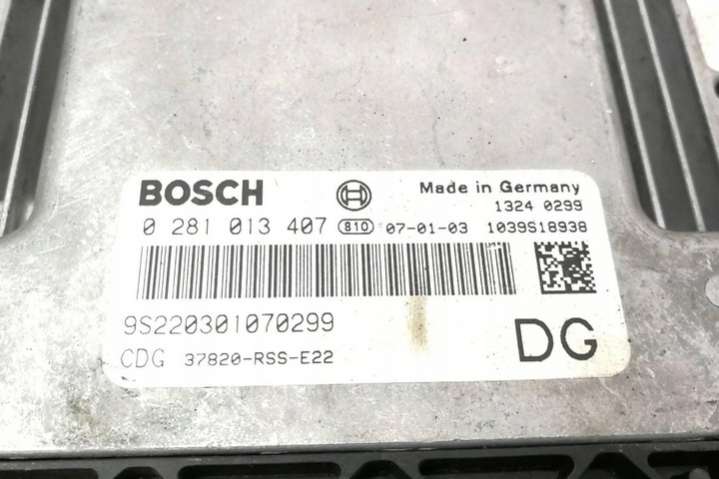 BOSCH Made in Germany
1324 0299
0 281 013 407 810 07-01-03 1039S18938
9S220301070299
CDG 37820-RSS-E22
DG